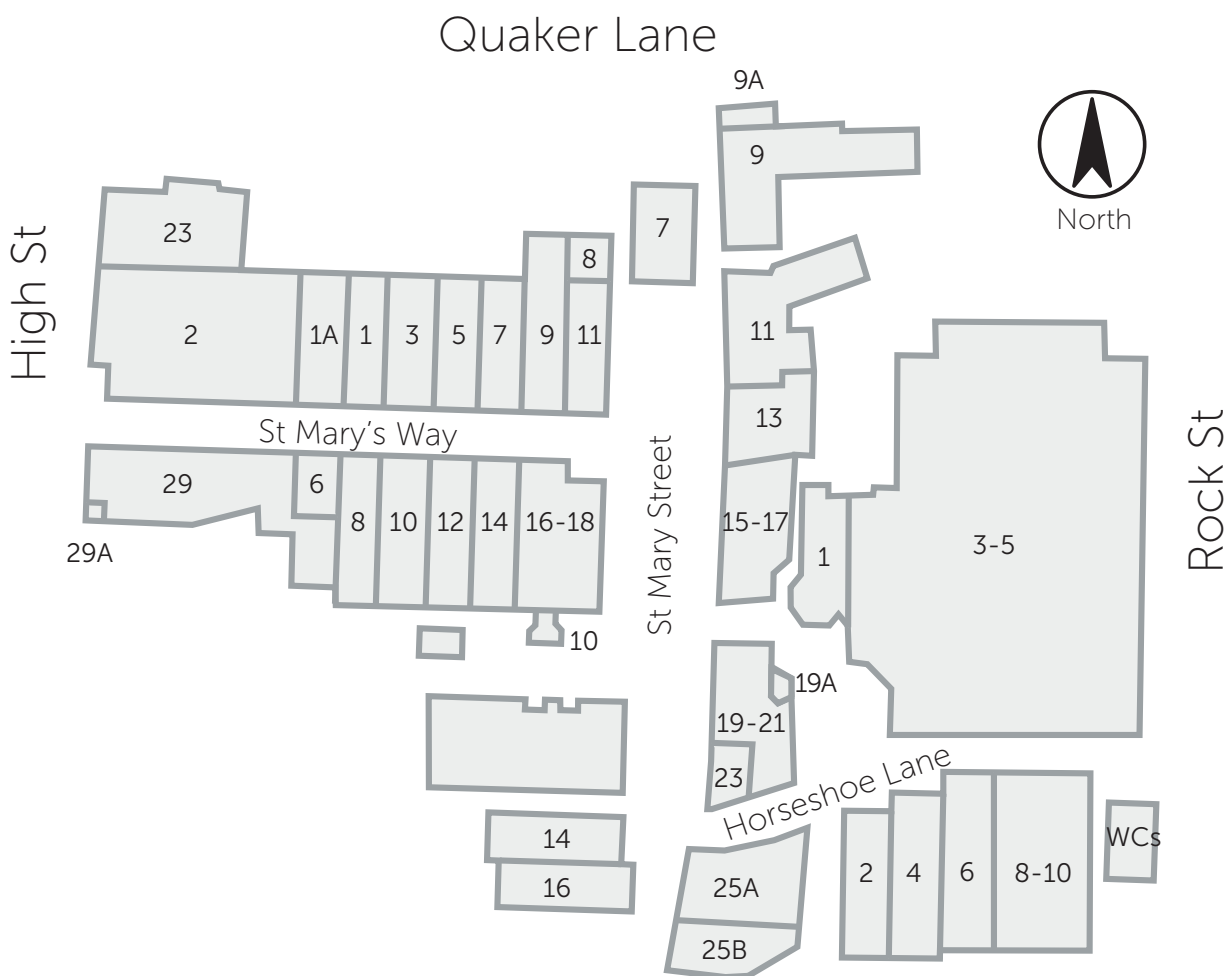 Quaker Lane
9A
9
North
7
23
8
High St
2
1A
1
3
5
7
9
11
11
13
St Mary's Way
St Mary Street
Rock St
29
6
8
10
12
14
16-18
15-17
1
3-5
29A
10
19A
19-21
23
Horseshoe Lane
14
16
25A
25B
2
4
6
8-10
WCs